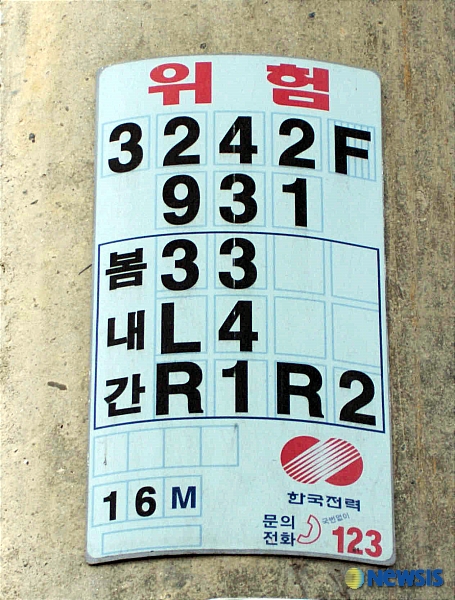 위험
3242F
931
봄33
내L4
간R1R2
16M
한국전력
문의 국번없이
전화 123
NEWSIS